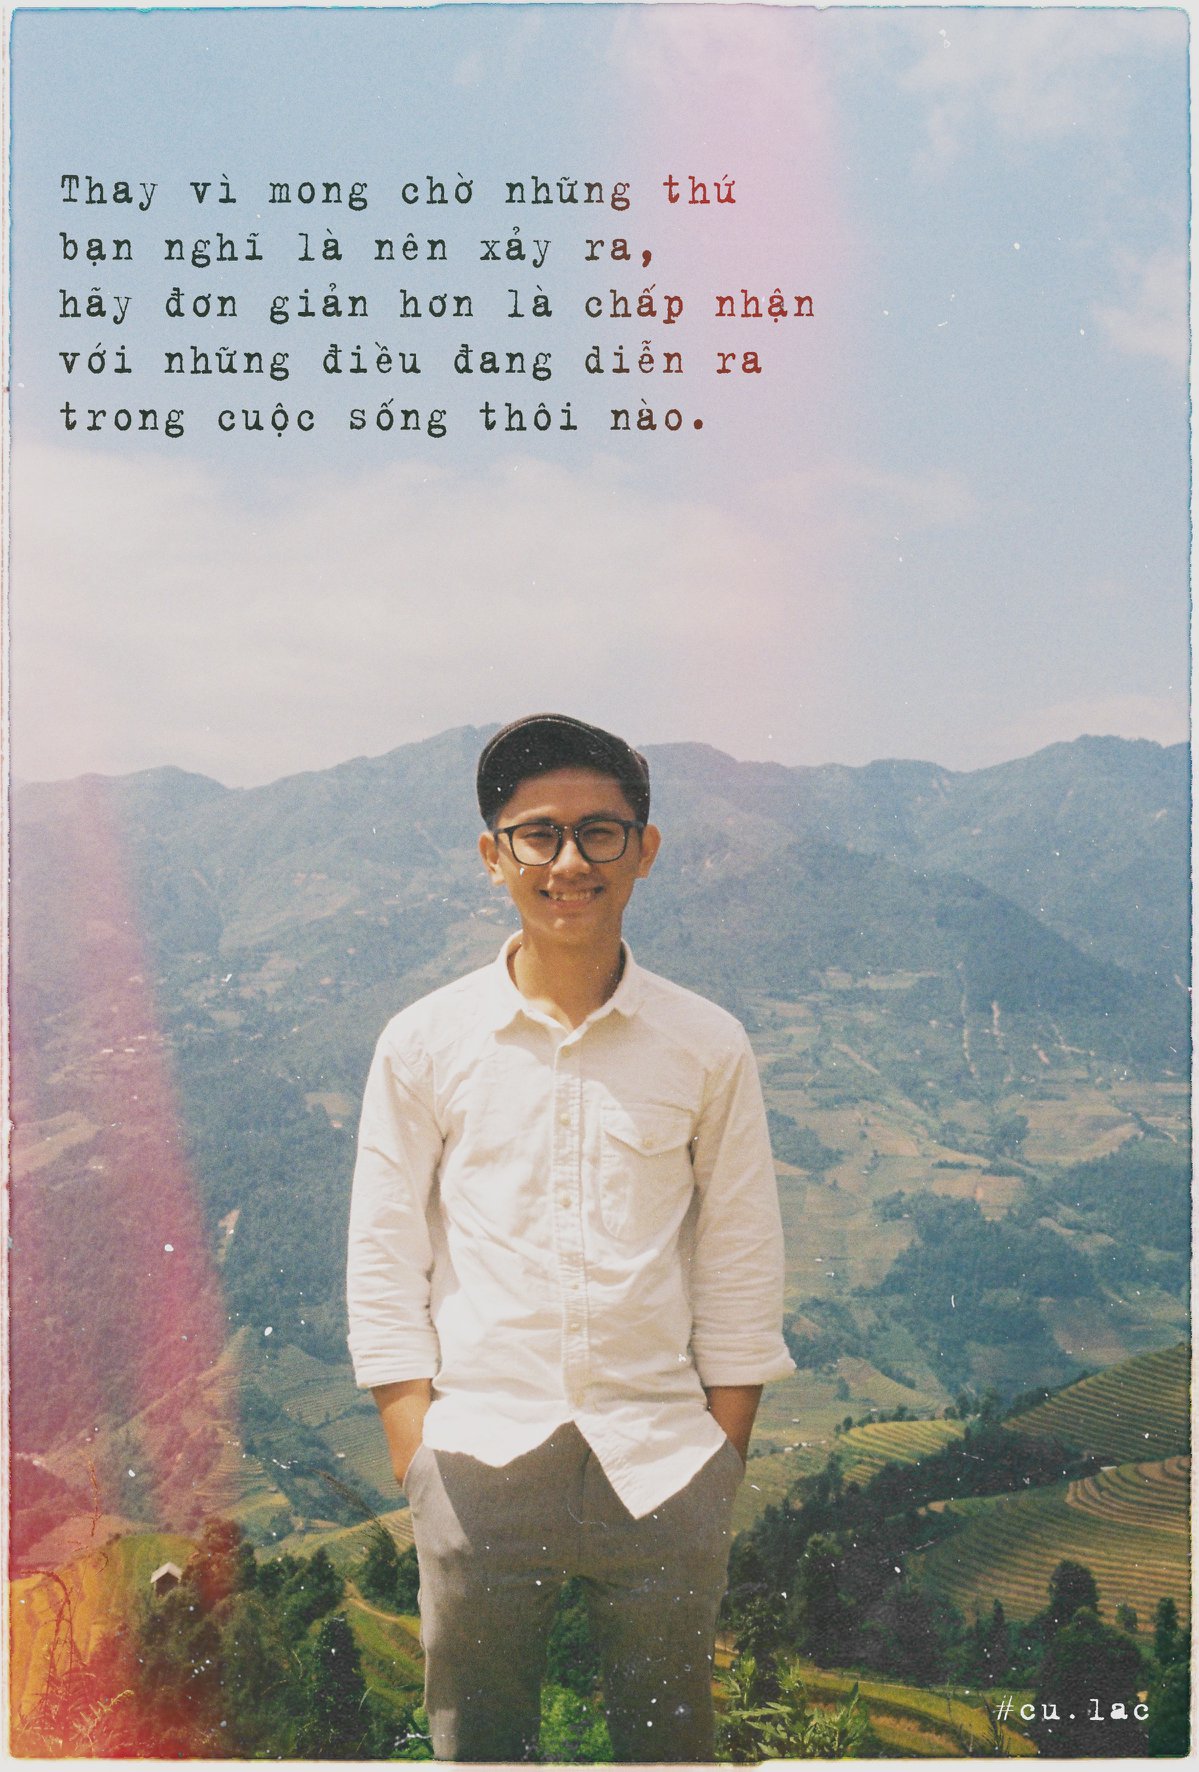 Thay vì mong chờ những thứ
bạn nghĩ là nên xảy ra,
hãy đơn giản hơn là chấp nhận
với những điều đang diễn ra
trong cuộc sống thôi nào.
#cu.lac